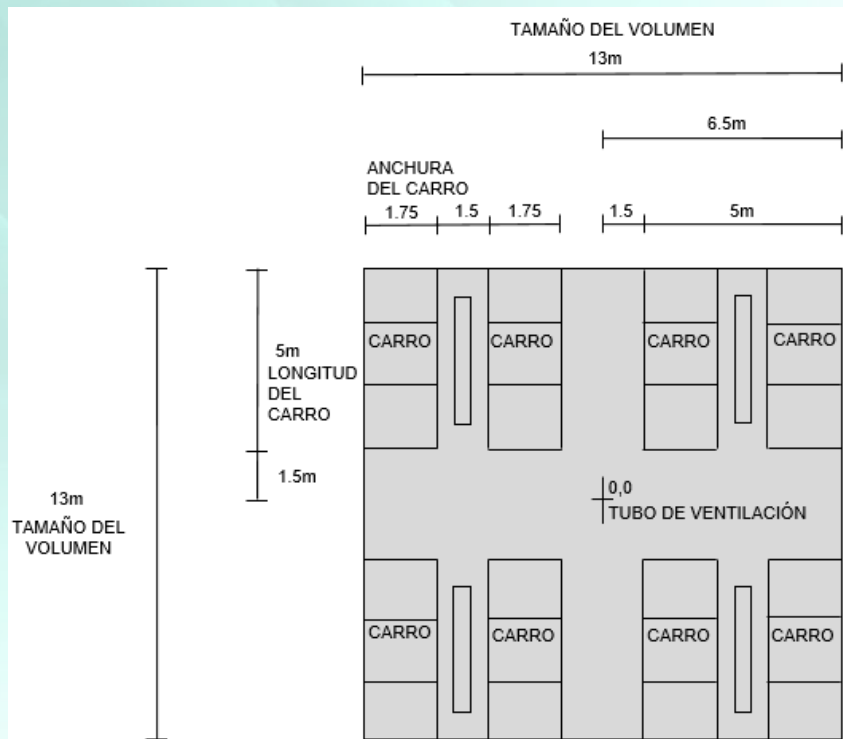 TAMAÑO DEL VOLUMEN
13m
6.5m
ANCHURA
DEL CARRO
1.75
1.5
1.75
1.5
5m
5m
LONGITUD
DEL
CARRO
1.5m
13m
TAMAÑO DEL
VOLUMEN
CARRO
CARRO
CARRO
CARRO
0,0
TUBO DE VENTILACIÓN
CARRO
CARRO
CARRO
CARRO